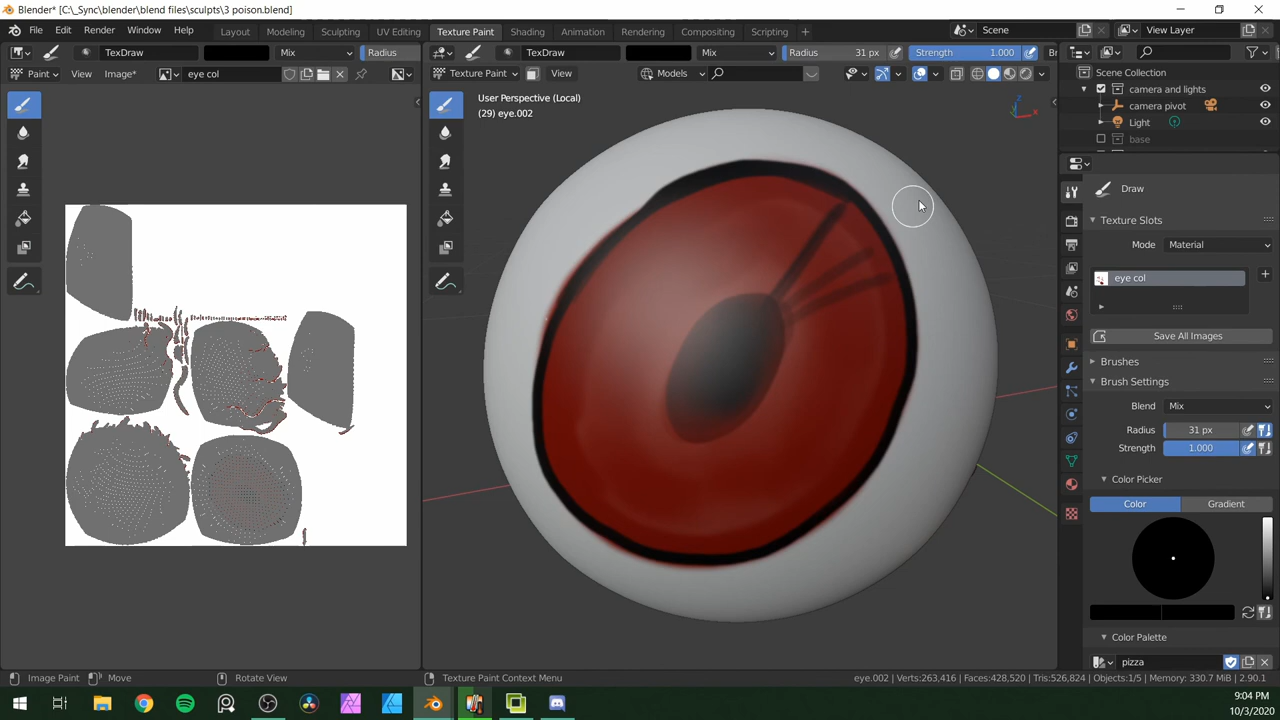 Blender* [C:\_Sync\blender\blend files\sculpts\3 poison.blend]
File Edit Render Window Help Layout Modeling Sculpting UV Editing Texture Paint Shading Animation Rendering Compositing Scripting + Scene View Layer
TexDraw Mix Radius TexDraw Mix Radius 31 px Strength 1.000 Br
Paint View Image* eye col Texture Paint View Models
Scene Collection
camera and lights
camera pivot
Light
base
User Perspective (Local)
(29) eye.002
Draw
Texture Slots
Mode Material
eye col
Save All Images
Brushes
Brush Settings
Blend Mix
Radius 31 px
Strength 1.000
Color Picker
Color Gradient
Color Palette
pizza
Image Paint Move Rotate View Texture Paint Context Menu eye.002 | Verts:263,416 | Faces:428,520 | Tris:526,824 | Objects:1/5 | Memory: 330.7 MiB | 2.90.1
9:04 PM
10/3/2020